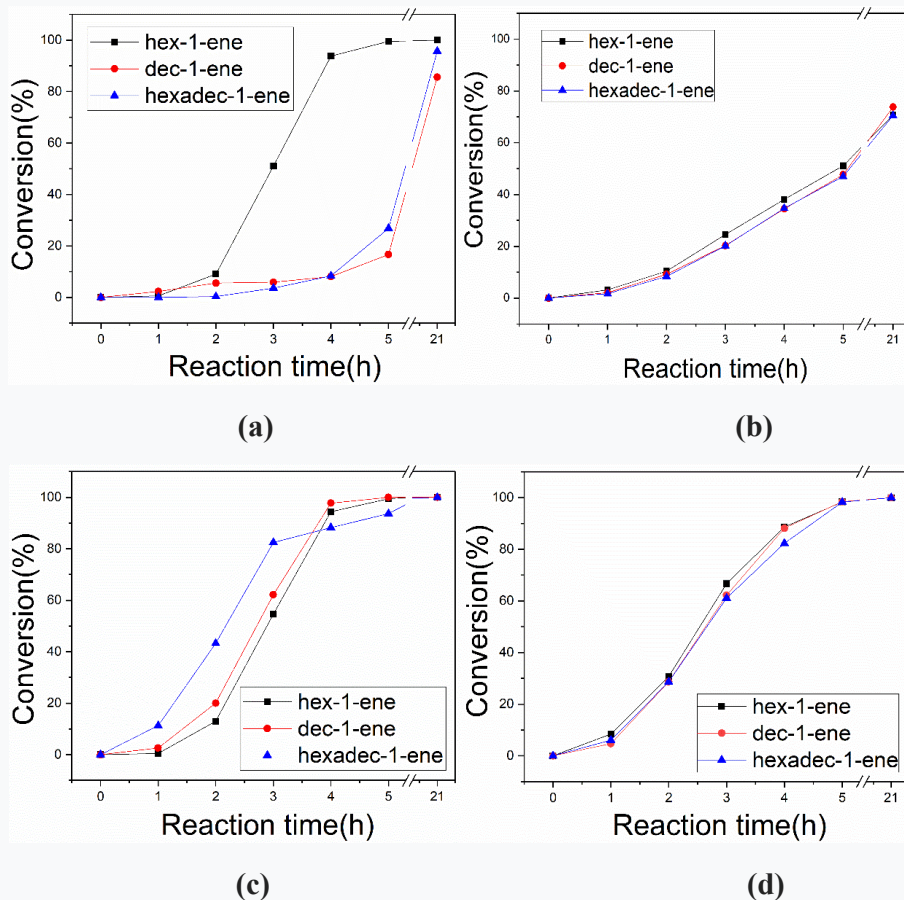 100
80
60
40
20
0
Conversion(%)
hex-1-ene
dec-1-ene
hexadec-1-ene
0 1 2 3 4 5 21
Reaction time(h)
(a)
100
80
60
40
20
0
Conversion(%)
hex-1-ene
dec-1-ene
hexadec-1-ene
0 1 2 3 4 5 21
Reaction time(h)
(b)
100
80
60
40
20
0
Conversion(%)
hex-1-ene
dec-1-ene
hexadec-1-ene
0 1 2 3 4 5 21
Reaction time(h)
(c)
100
80
60
40
20
0
Conversion(%)
hex-1-ene
dec-1-ene
hexadec-1-ene
0 1 2 3 4 5 21
Reaction time(h)
(d)